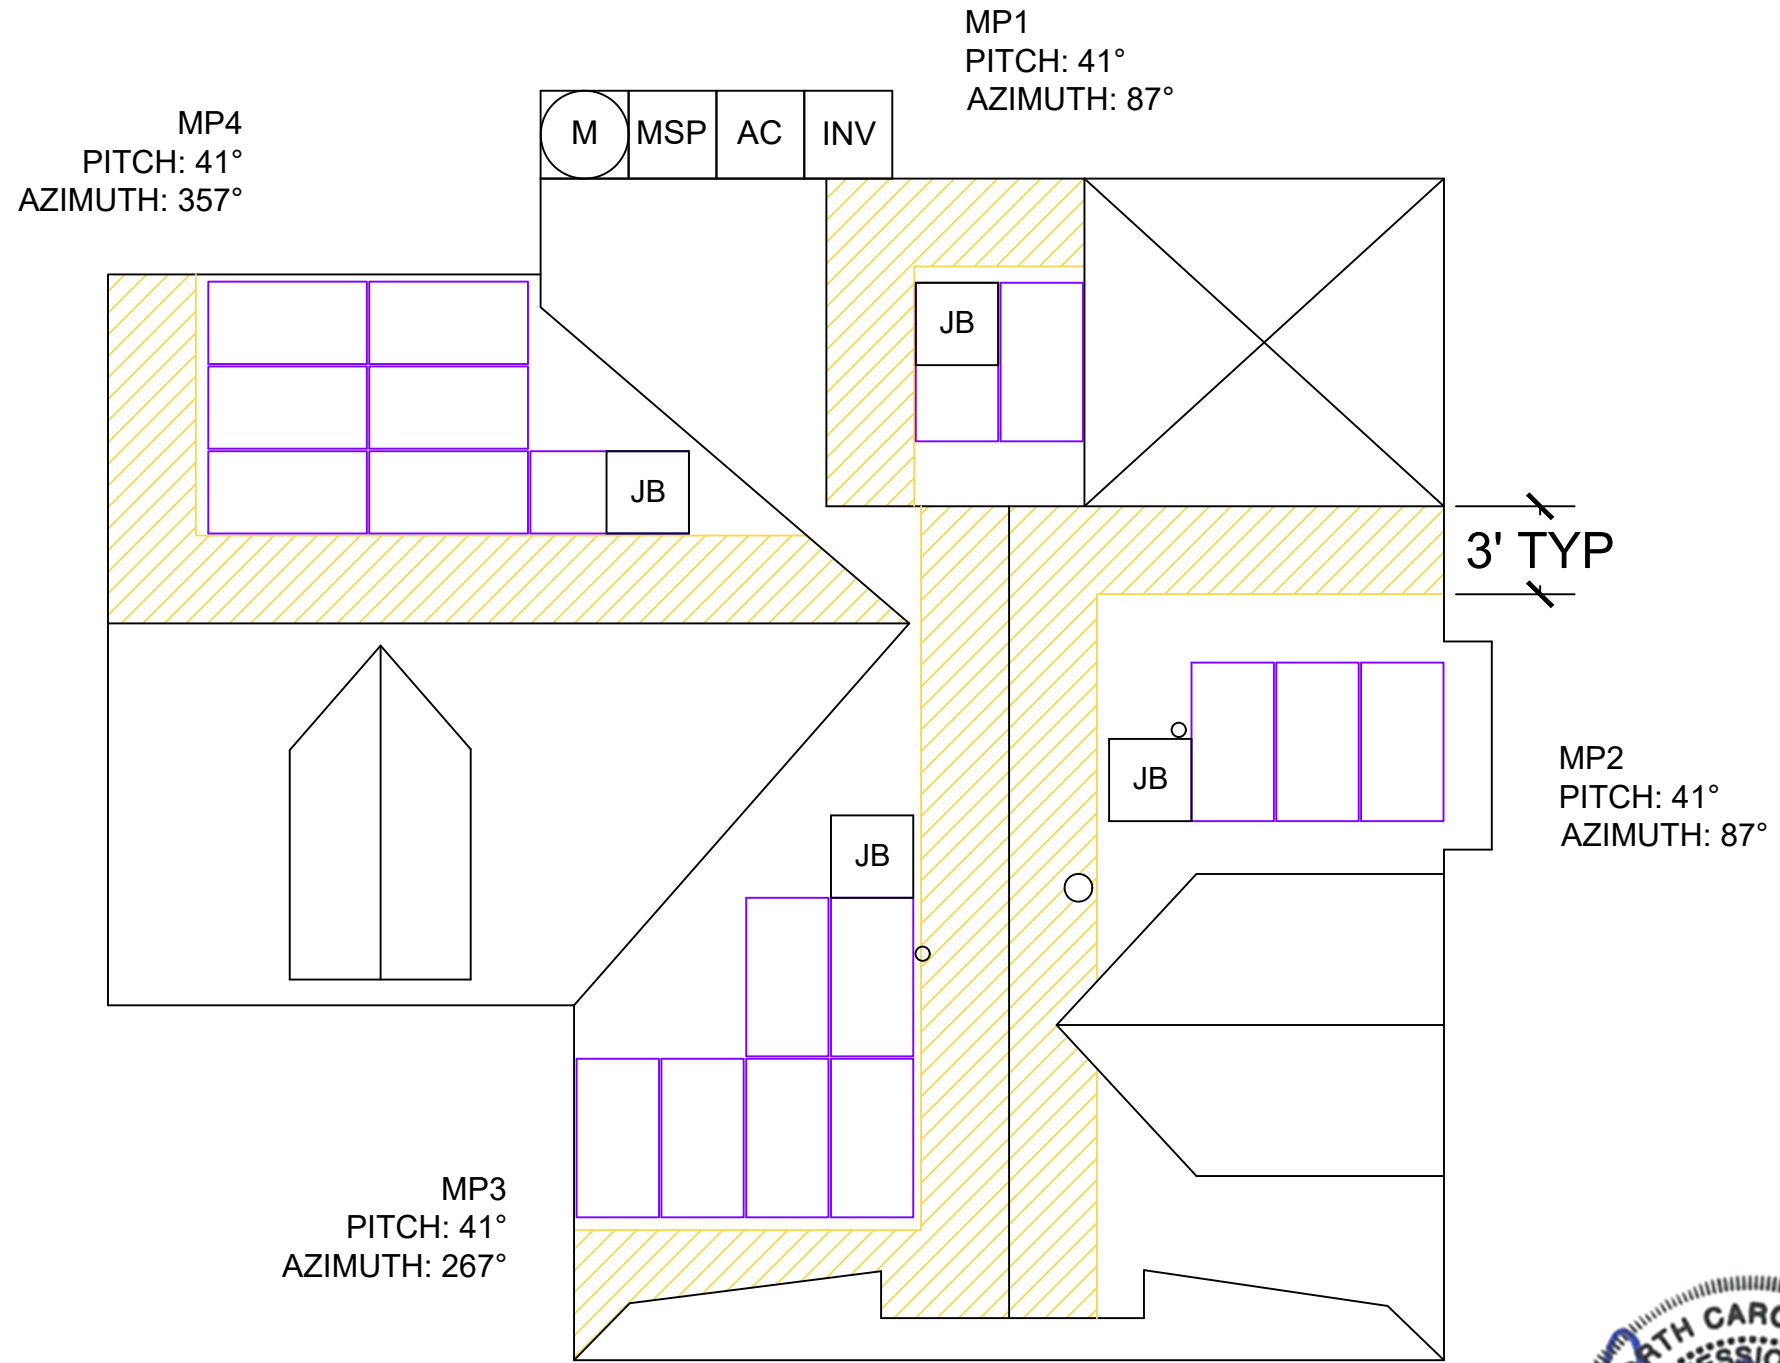 MP1
PITCH: 41°
AZIMUTH: 87°
MP4
PITCH: 41°
AZIMUTH: 357°
M MSP AC INV
JB
JB
3' TYP
MP2
PITCH: 41°
AZIMUTH: 87°
JB
JB
MP3
PITCH: 41°
AZIMUTH: 267°